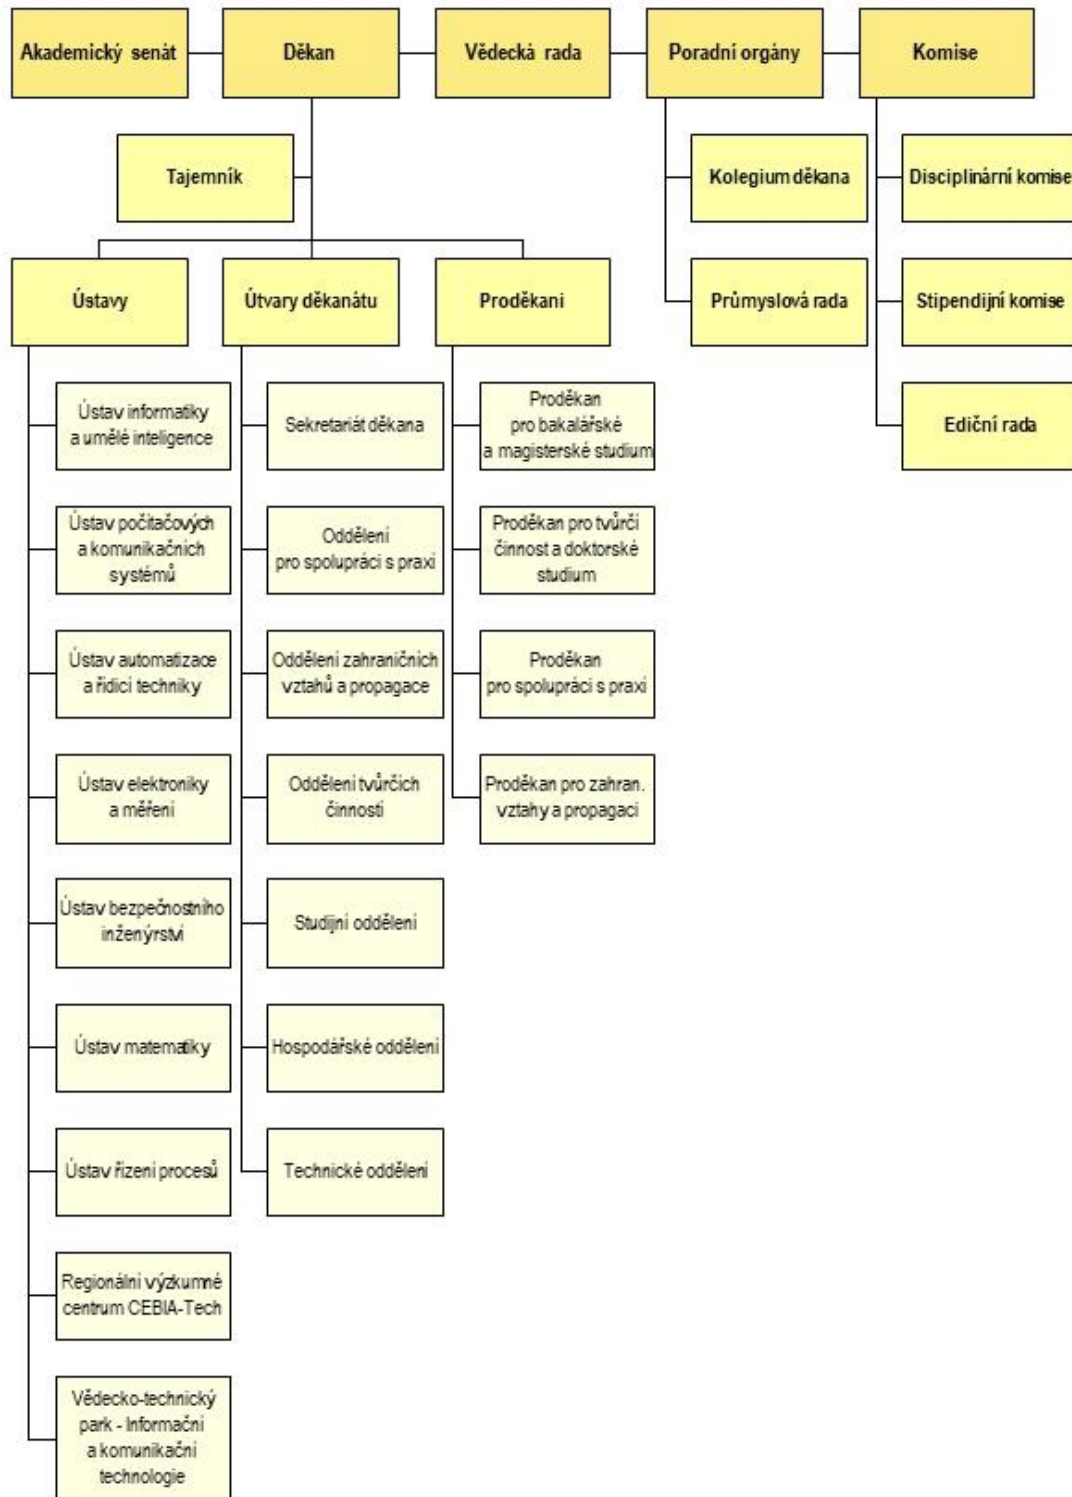 Akademický senát
Děkan
Vědecká rada
Poradní orgány
Komise
Tajemník
Kolegium děkana
Disciplinární komise
Ústavy
Útvary děkanátu
Proděkani
Průmyslová rada
Stipendijní komise
Ediční rada
Ústav informatiky
a umělé inteligence
Ústav počítačových
a komunikačních
systémů
Ústav automatizace
a řídicí techniky
Ústav elektroniky
a měření
Ústav bezpečnostního
inženýrství
Ústav matematiky
Ústav řízení procesů
Regionální výzkumné
centrum CEBIA-Tech
Vědecko-technický
park - Informační
a komunikační
technologie
Sekretariát děkana
Oddělení
pro spolupráci s praxí
Oddělení zahraničních
vztahů a propagace
Oddělení tvůrčích
činností
Studijní oddělení
Hospodářské oddělení
Technické oddělení
Proděkan
pro bakalářské
a magisterské studium
Proděkan pro tvůrčí
činnost a doktorské
studium
Proděkan
pro spolupráci s praxí
Proděkan pro zahran.
vztahy a propagaci